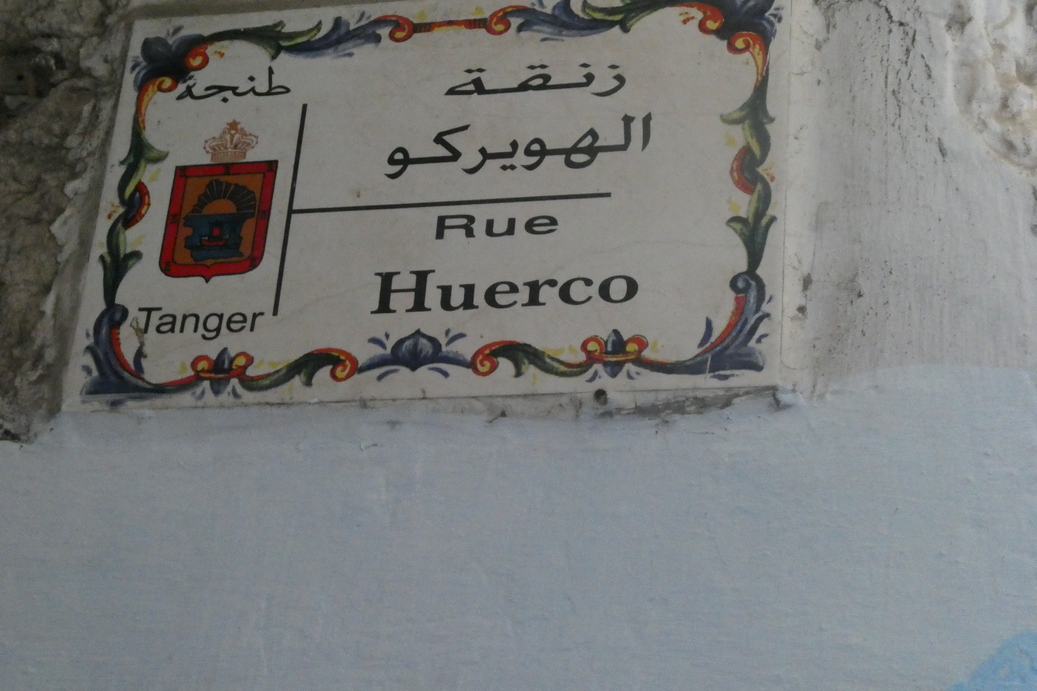 طنجة
زنقة
الهويركو
Rue
Huerco
Tanger